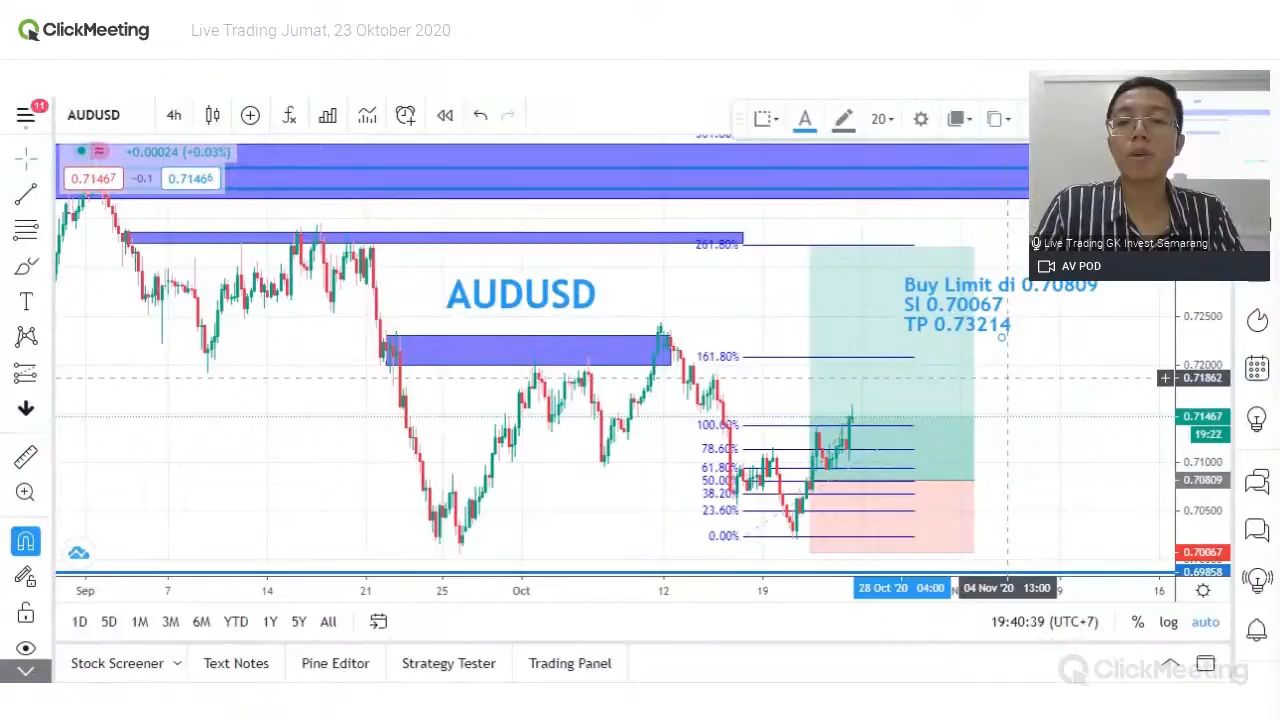 ClickMeeting Live Trading Jumat, 23 Oktober 2020
11
AUDUSD 4h 20
+0.00024 (+0.03%)
0.71467 -0.1 0.71466
Live Trading GK Invest Semarang
AV POD
261.80%
AUDUSD
Buy Limit di 0.70809
Sl 0.70067
TP 0.73214
0.72500
161.80%
0.72000
0.71862
0.71467
100.00%
19:22
78.60%
61.80%
0.71000
50.00%
0.70809
38.20%
23.60%
0.70500
0.00%
0.70067
0.69858
Sep 7 14 21 25 Oct 12 19 28 Oct '20 04:00 04 Nov '20 13:00 9 16
1D 5D 1M 3M 6M YTD 1Y 5Y All 19:40:39 (UTC+7) % log auto
Stock Screener Text Notes Pine Editor Strategy Tester Trading Panel
ClickMeeting